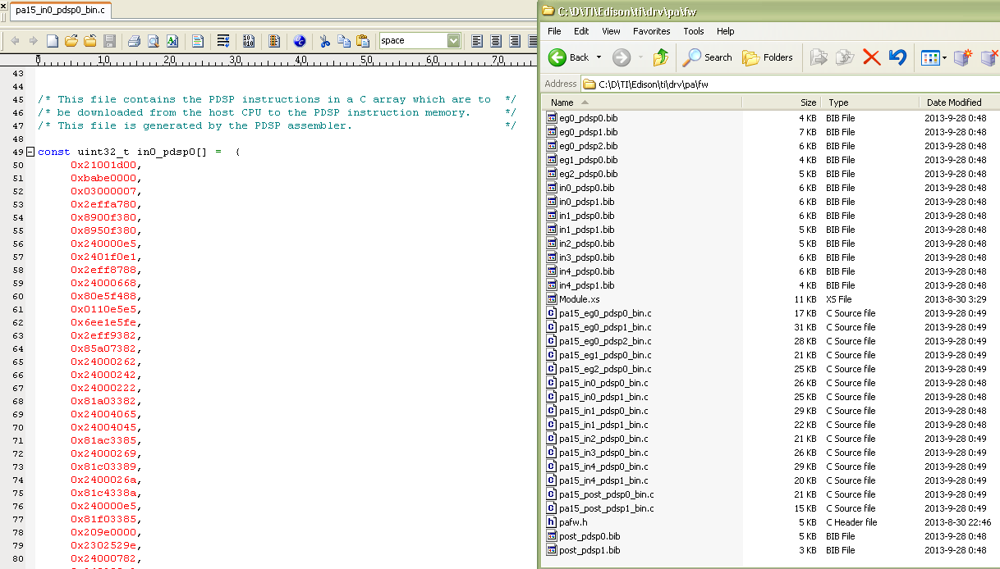 pa15_in0_pdsp0_bin.c
space
0 10 20 30 40 50 60 70
43
44
45 /* This file contains the PDSP instructions in a C array which are to */
46 /* be downloaded from the host CPU to the PDSP instruction memory. */
47 /* This file is generated by the PDSP assembler. */
48
49 const uint32_t in0_pdsp0[] = {
50 0x21001d00,
51 0xbabe0000,
52 0x03000007,
53 0x2effa780,
54 0x8900f380,
55 0x8950f380,
56 0x240000e5,
57 0x2401f0e1,
58 0x2eff8788,
59 0x24000668,
60 0x80e5f488,
61 0x0110e5e5,
62 0x6ee1e5fe,
63 0x2eff9382,
64 0x85a07382,
65 0x24000262,
66 0x24000242,
67 0x24000222,
68 0x81a03382,
69 0x24004065,
70 0x24004045,
71 0x81ac3385,
72 0x24000269,
73 0x81c03389,
74 0x2400026a,
75 0x81c4338a,
76 0x240000e5,
77 0x81f03385,
78 0x209e0000,
79 0x2302529e,
80 0x24000782,
C:\D\TI\Edison\ti\drv\pa\fw
File Edit View Favorites Tools Help
Back Search Folders
Address C:\D\TI\Edison\ti\drv\pa\fw
Name Size Type Date Modified
eg0_pdsp0.bib 4 KB BIB File 2013-9-28 0:48
eg0_pdsp1.bib 7 KB BIB File 2013-9-28 0:48
eg0_pdsp2.bib 6 KB BIB File 2013-9-28 0:48
eg1_pdsp0.bib 4 KB BIB File 2013-9-28 0:48
eg2_pdsp0.bib 5 KB BIB File 2013-9-28 0:48
in0_pdsp0.bib 6 KB BIB File 2013-9-28 0:48
in0_pdsp1.bib 6 KB BIB File 2013-9-28 0:48
in1_pdsp0.bib 6 KB BIB File 2013-9-28 0:48
in1_pdsp1.bib 5 KB BIB File 2013-9-28 0:48
in2_pdsp0.bib 5 KB BIB File 2013-9-28 0:48
in3_pdsp0.bib 6 KB BIB File 2013-9-28 0:48
in4_pdsp0.bib 6 KB BIB File 2013-9-28 0:48
in4_pdsp1.bib 4 KB BIB File 2013-9-28 0:48
Module.xs 11 KB XS File 2013-8-30 3:29
pa15_eg0_pdsp0_bin.c 17 KB C Source file 2013-9-28 0:49
pa15_eg0_pdsp1_bin.c 31 KB C Source file 2013-9-28 0:49
pa15_eg0_pdsp2_bin.c 28 KB C Source file 2013-9-28 0:49
pa15_eg1_pdsp0_bin.c 21 KB C Source file 2013-9-28 0:49
pa15_eg2_pdsp0_bin.c 25 KB C Source file 2013-9-28 0:49
pa15_in0_pdsp0_bin.c 26 KB C Source file 2013-9-28 0:48
pa15_in0_pdsp1_bin.c 25 KB C Source file 2013-9-28 0:48
pa15_in1_pdsp0_bin.c 29 KB C Source file 2013-9-28 0:48
pa15_in1_pdsp1_bin.c 22 KB C Source file 2013-9-28 0:48
pa15_in2_pdsp0_bin.c 21 KB C Source file 2013-9-28 0:49
pa15_in3_pdsp0_bin.c 26 KB C Source file 2013-9-28 0:49
pa15_in4_pdsp0_bin.c 29 KB C Source file 2013-9-28 0:49
pa15_in4_pdsp1_bin.c 20 KB C Source file 2013-9-28 0:49
pa15_post_pdsp0_bin.c 21 KB C Source file 2013-9-28 0:49
pa15_post_pdsp1_bin.c 15 KB C Source file 2013-9-28 0:49
pafw.h 5 KB C Header file 2013-8-30 22:46
post_pdsp0.bib 5 KB BIB File 2013-9-28 0:48
post_pdsp1.bib 3 KB BIB File 2013-9-28 0:48